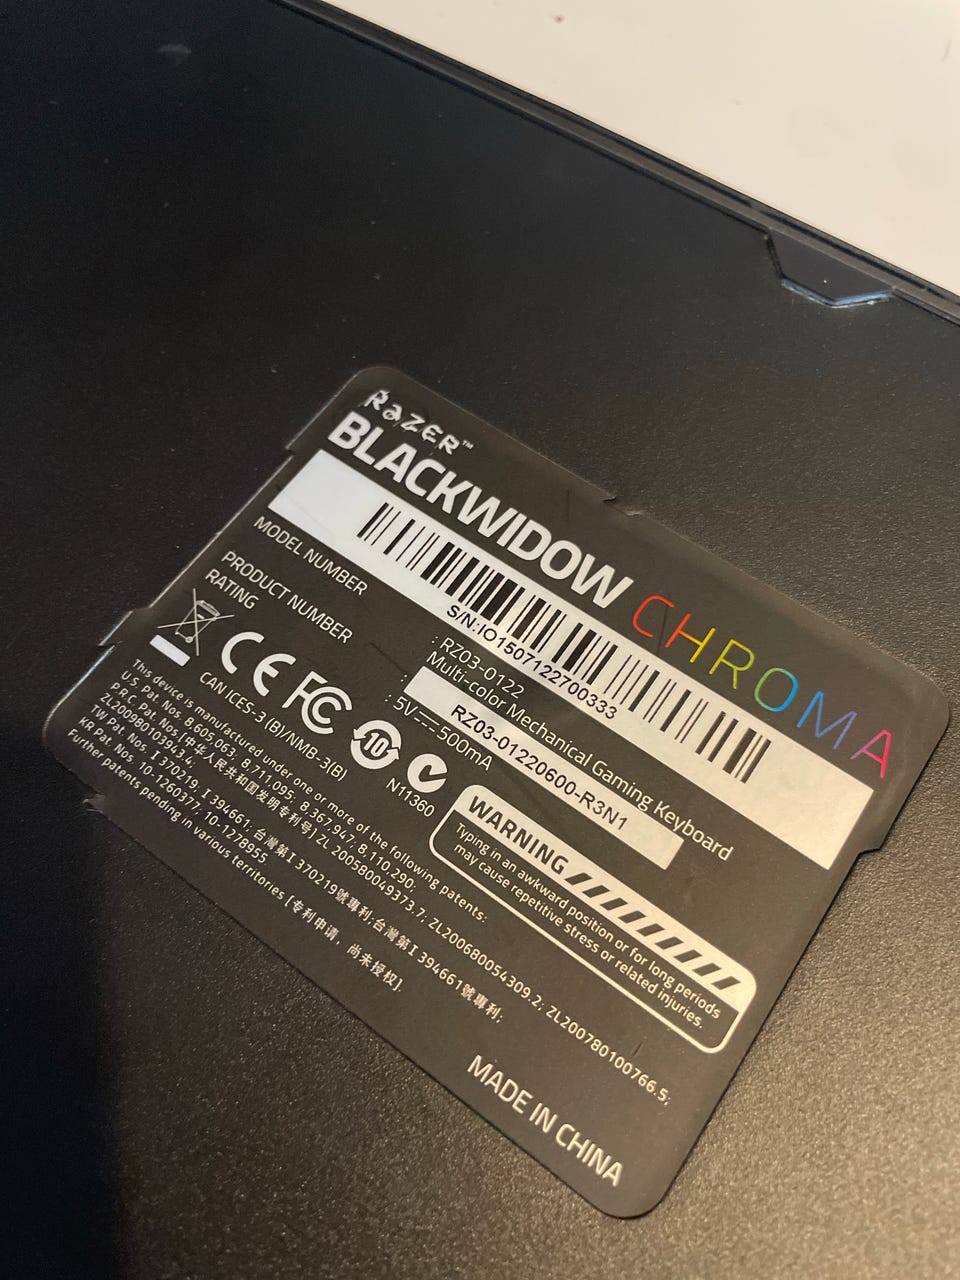 RAZER™
BLACKWIDOW CHROMA
S/N:IO1507122700333
MODEL NUMBER : RZ03-0122
Multi-color Mechanical Gaming Keyboard
PRODUCT NUMBER : RZ03-01220600-R3N1
RATING : 5V⎓500mA
CE FC 10 N11360
CAN ICES-3 (B)/NMB-3(B)
WARNING
Typing in an awkward position or for long periods
may cause repetitive stress or related injuries.
This device is manufactured under one or more of the following patents:
U.S. Pat. Nos. 8,605,063, 8,711,095, 8,367,947; 8,110,290;
P.R.C. Pat. Nos. [中华人民共和国发明专利号] ZL 200580049373.7; ZL200680054309.2; ZL200780100766.5;
ZL200980103943.4;
TW Pat. Nos. I 370219, I 394661, 台灣第I 370219號專利; 台灣第I 394661號專利;
KR Pat. Nos. 10-1260377, 10-1278955
Further patents pending in various territories [专利申请，尚未授权].
MADE IN CHINA